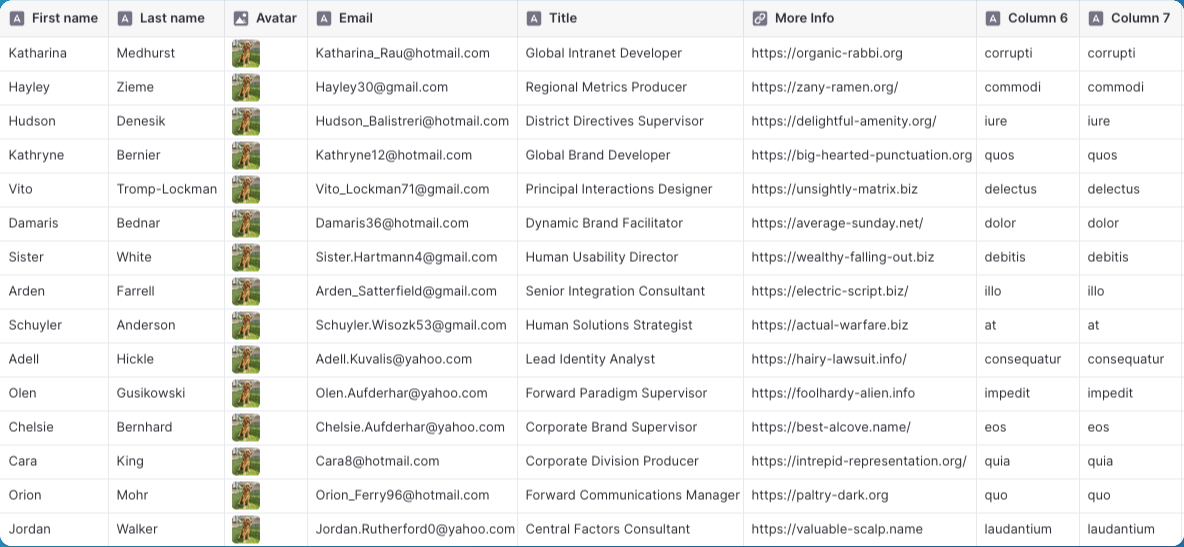 First name Last name Avatar Email Title More Info Column 6 Column 7
Katharina Medhurst Katharina_Rau@hotmail.com Global Intranet Developer https://organic-rabbi.org corrupti corrupti
Hayley Zieme Hayley30@gmail.com Regional Metrics Producer https://zany-ramen.org/ commodi commodi
Hudson Denesik Hudson_Balistreri@hotmail.com District Directives Supervisor https://delightful-amenity.org/ iure iure
Kathryne Bernier Kathryne12@hotmail.com Global Brand Developer https://big-hearted-punctuation.org quos quos
Vito Tromp-Lockman Vito_Lockman71@gmail.com Principal Interactions Designer https://unsightly-matrix.biz delectus delectus
Damaris Bednar Damaris36@hotmail.com Dynamic Brand Facilitator https://average-sunday.net/ dolor dolor
Sister White Sister.Hartmann4@gmail.com Human Usability Director https://wealthy-falling-out.biz debitis debitis
Arden Farrell Arden_Satterfield@gmail.com Senior Integration Consultant https://electric-script.biz/ illo illo
Schuyler Anderson Schuyler.Wisozk53@gmail.com Human Solutions Strategist https://actual-warfare.biz at at
Adell Hickle Adell.Kuvalis@yahoo.com Lead Identity Analyst https://hairy-lawsuit.info/ consequatur consequatur
Olen Gusikowski Olen.Aufderhar@yahoo.com Forward Paradigm Supervisor https://foolhardy-alien.info impedit impedit
Chelsie Bernhard Chelsie.Aufderhar@yahoo.com Corporate Brand Supervisor https://best-alcove.name/ eos eos
Cara King Cara8@hotmail.com Corporate Division Producer https://intrepid-representation.org/ quia quia
Orion Mohr Orion_Ferry96@hotmail.com Forward Communications Manager https://paltry-dark.org quo quo
Jordan Walker Jordan.Rutherford0@yahoo.com Central Factors Consultant https://valuable-scalp.name laudantium laudantium